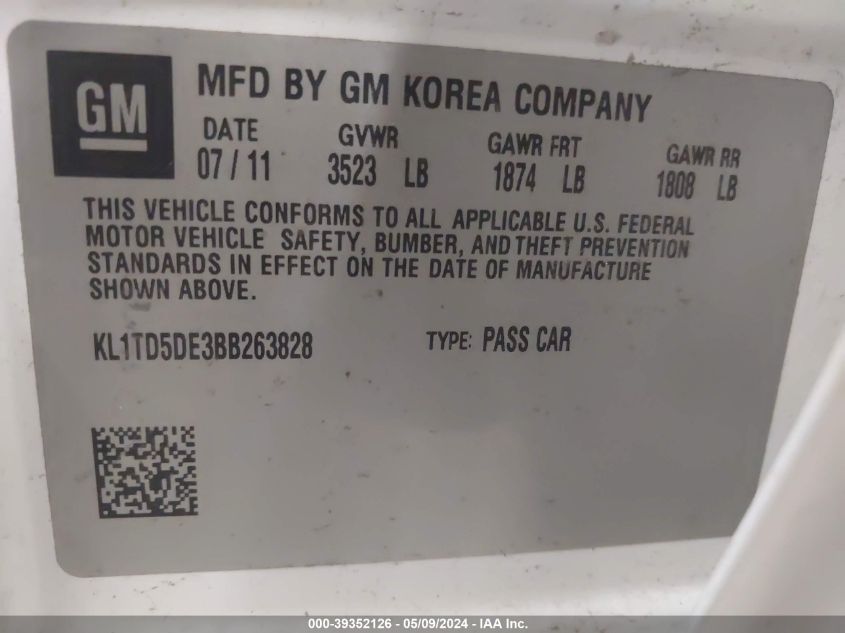 GM
MFD BY GM KOREA COMPANY
DATE GVWR GAWR FRT GAWR RR
07 / 11 3523 LB 1874 LB 1808 LB
THIS VEHICLE CONFORMS TO ALL APPLICABLE U.S. FEDERAL
MOTOR VEHICLE SAFETY, BUMBER, AND THEFT PREVENTION
STANDARDS IN EFFECT ON THE DATE OF MANUFACTURE
SHOWN ABOVE.
KL1TD5DE3BB263828 TYPE: PASS CAR
000-39352126 - 05/09/2024 - IAA Inc.